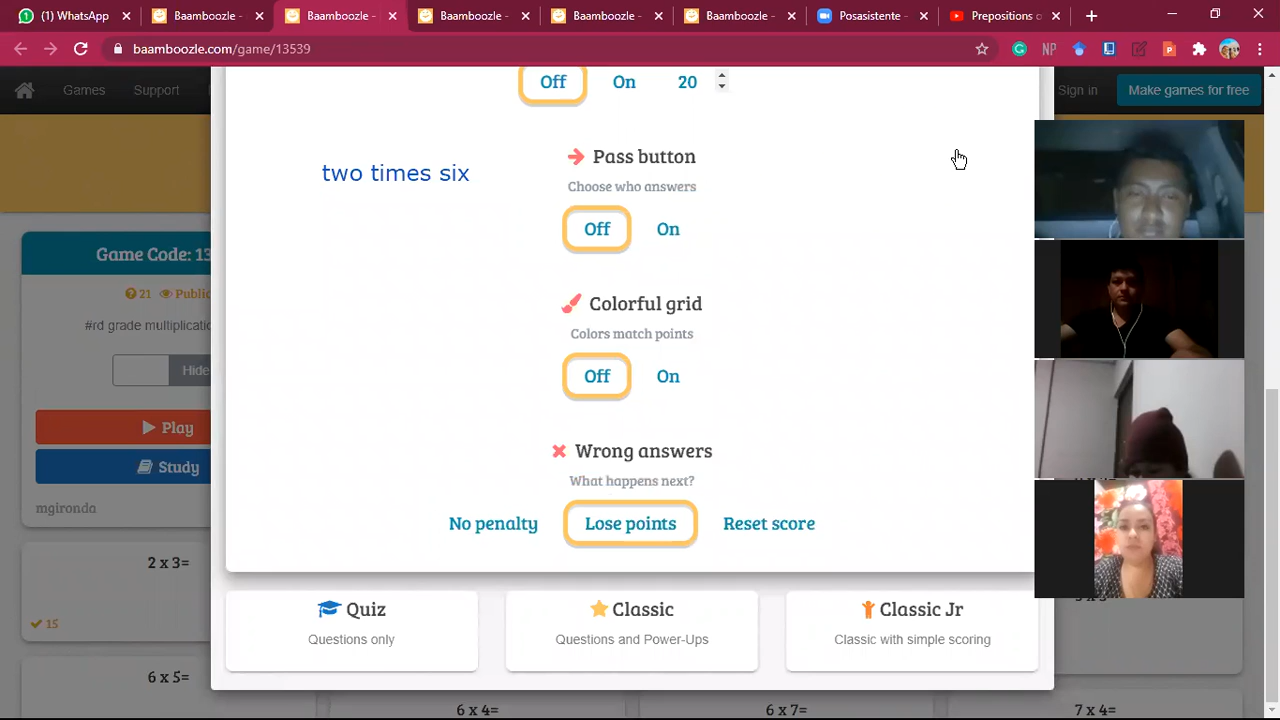 (1) WhatsApp
Baamboozle -
Baamboozle -
Baamboozle -
Baamboozle -
Baamboozle -
Posasistente -
Prepositions o
baamboozle.com/game/13539
NP
Games
Support
Sign in
Make games for free
Off
On
20
two times six
Pass button
Choose who answers
Off
On
Game Code: 13
21
Public
#rd grade multiplicatio
Hide
Play
Study
mgironda
Colorful grid
Colors match points
Off
On
Wrong answers
What happens next?
No penalty
Lose points
Reset score
2 x 3=
15
Quiz
Questions only
Classic
Questions and Power-Ups
Classic Jr
Classic with simple scoring
6 x 5=
6 x 4=
6 x 7=
7 x 4=